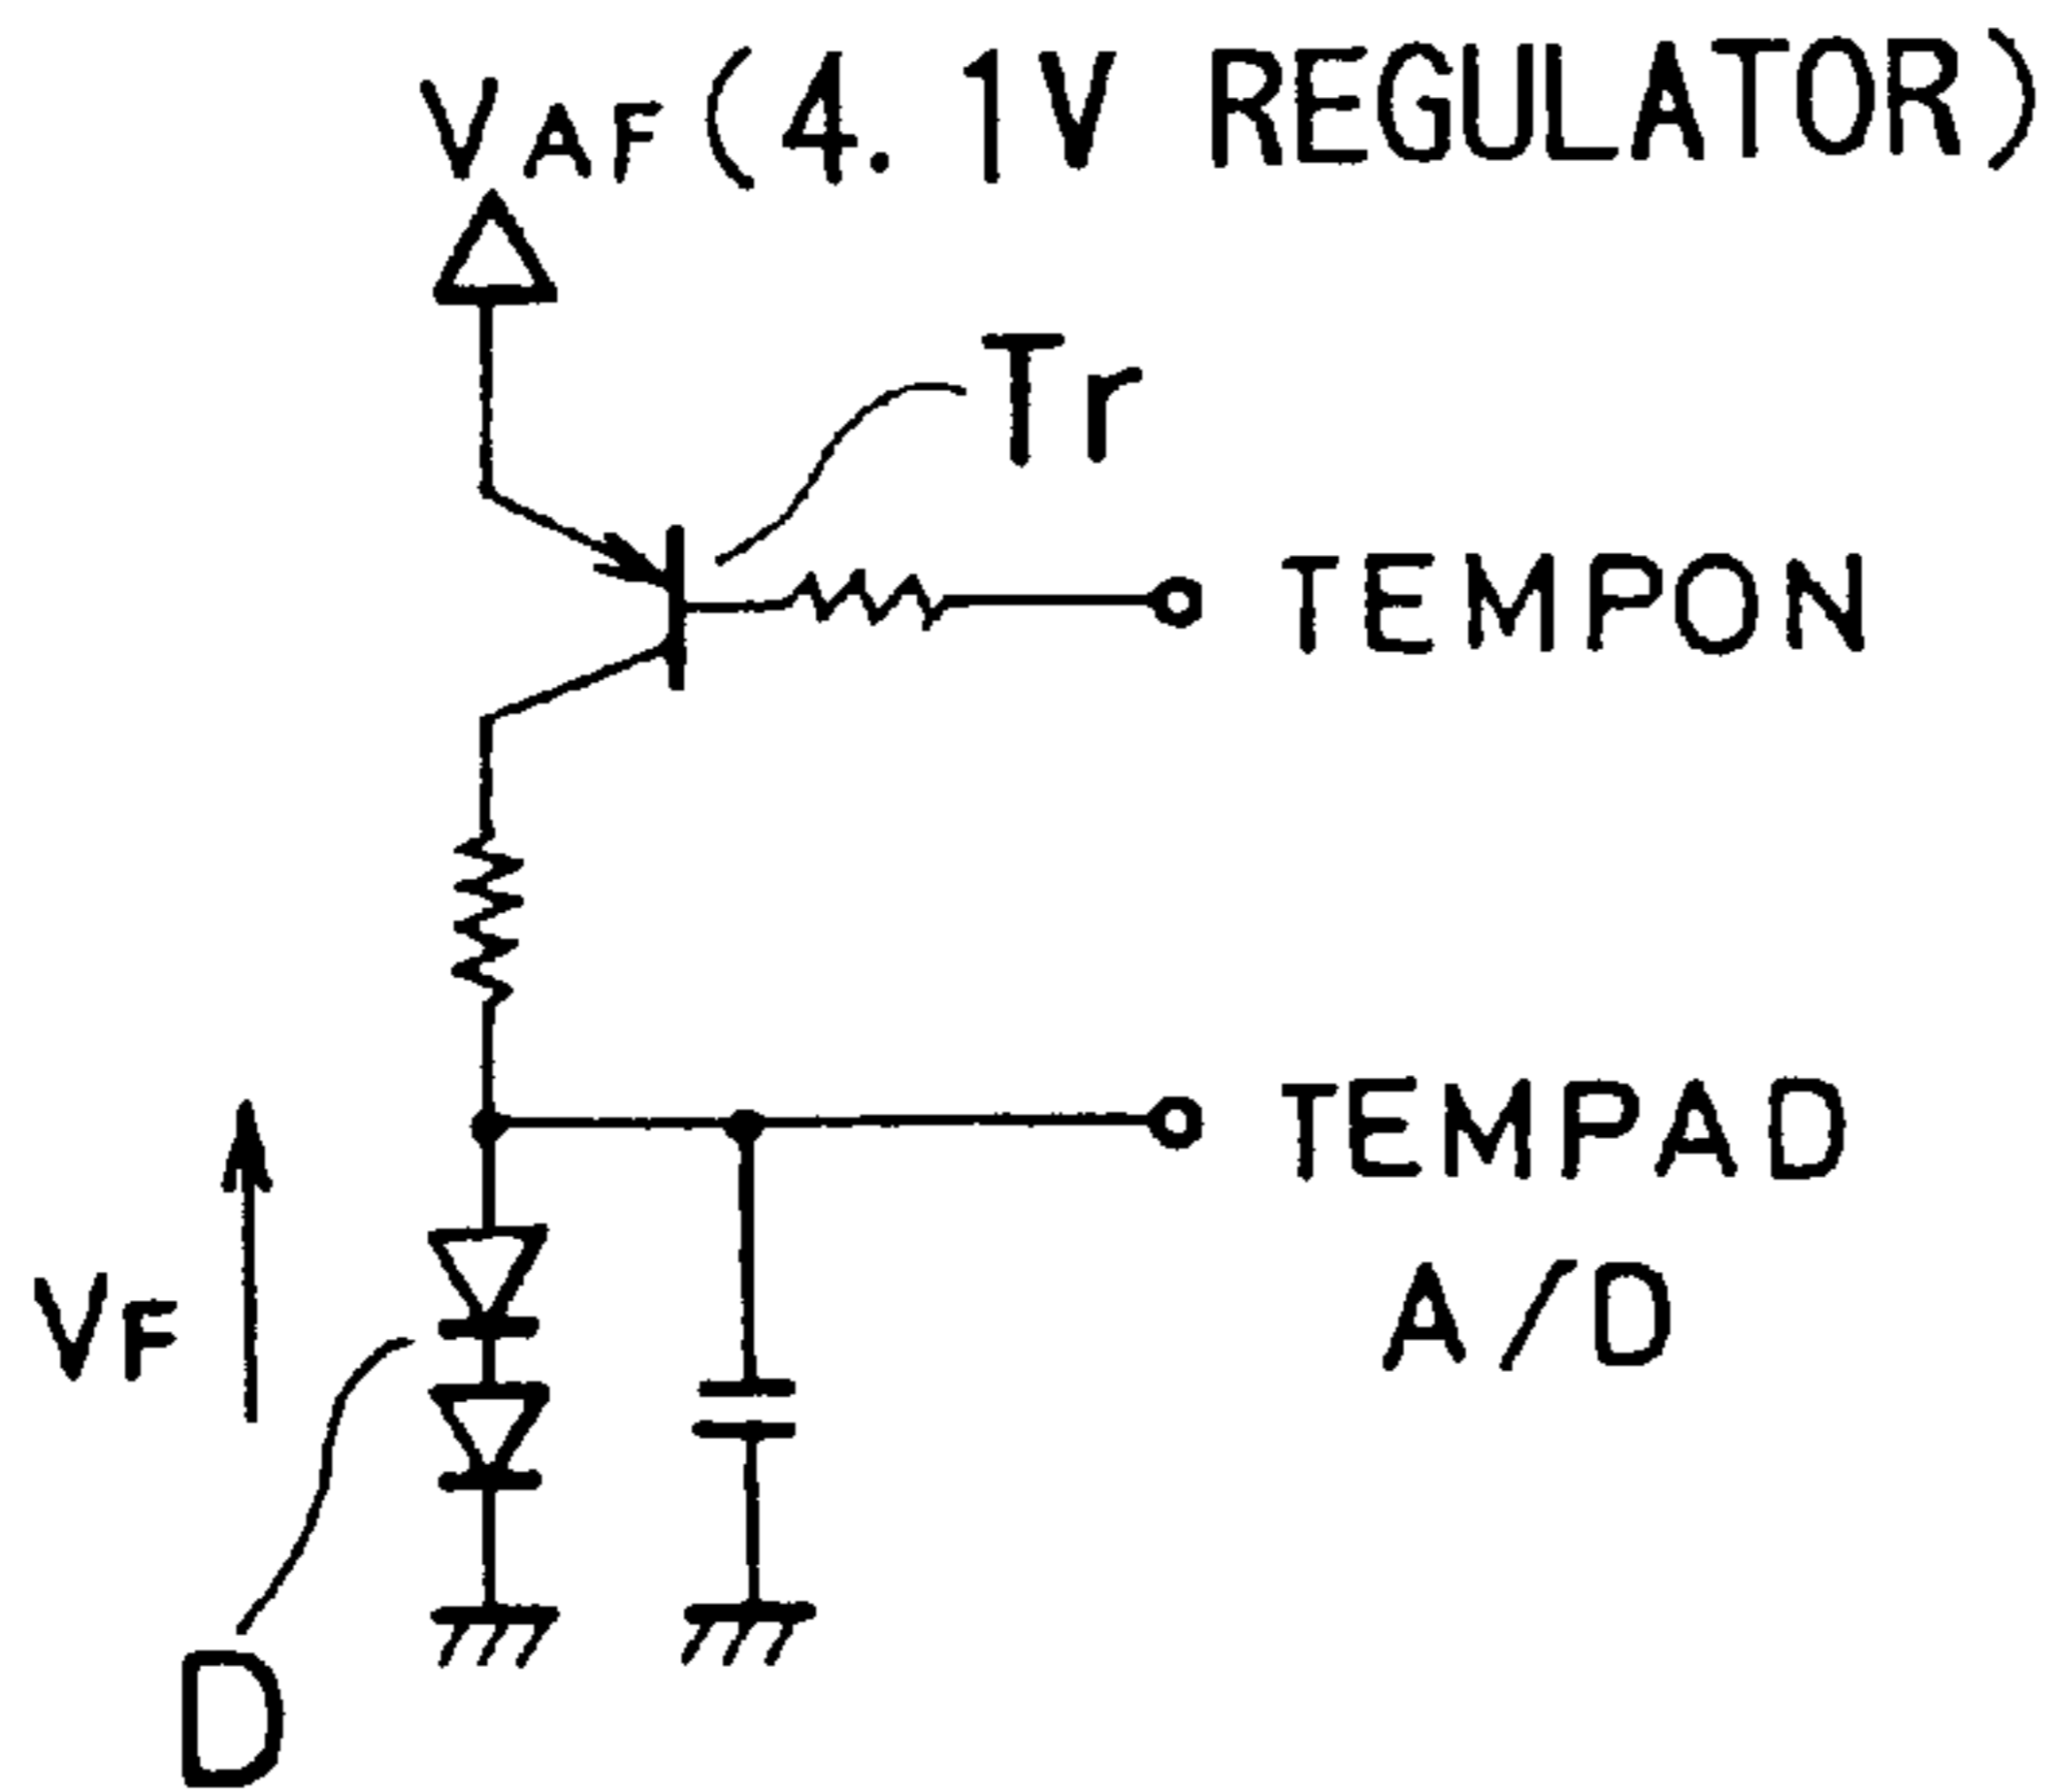 VAF (4.1V REGULATOR)
Tr
TEMPON
TEMPAD
A/D
VF
D